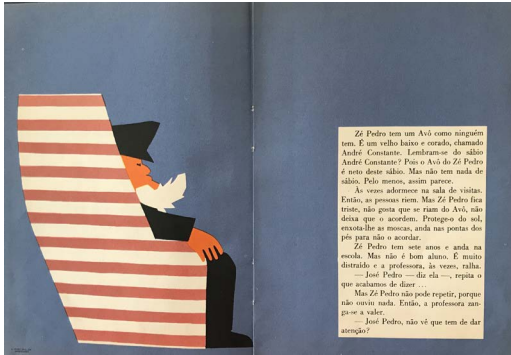 Zé Pedro tem um Avô como ninguém
tem. É um velho baixo e corado, chamado
André Constante. Lembram-se do sábio
André Constante? Pois o Avô do Zé Pedro
é neto deste sábio. Mas não tem nada de
sábio. Pelo menos, assim parece.
Às vezes adormece na sala de visitas.
Então, as pessoas riem. Mas Zé Pedro fica
triste, não gosta que se riam do Avô, não
deixa que o acordem. Protege-o do sol,
enxota-lhe as moscas, anda nas pontas dos
pés para não o acordar.
Zé Pedro tem sete anos e anda na
escola. Mas não é bom aluno. É muito
distraído e a professora, às vezes, ralha.
— José Pedro — diz ela —, repita o
que acabamos de dizer ...
Mas Zé Pedro não pode repetir, porque
não ouviu nada. Então, a professora zan-
ga-se a valer.
— José Pedro, não vê que tem de dar
atenção?